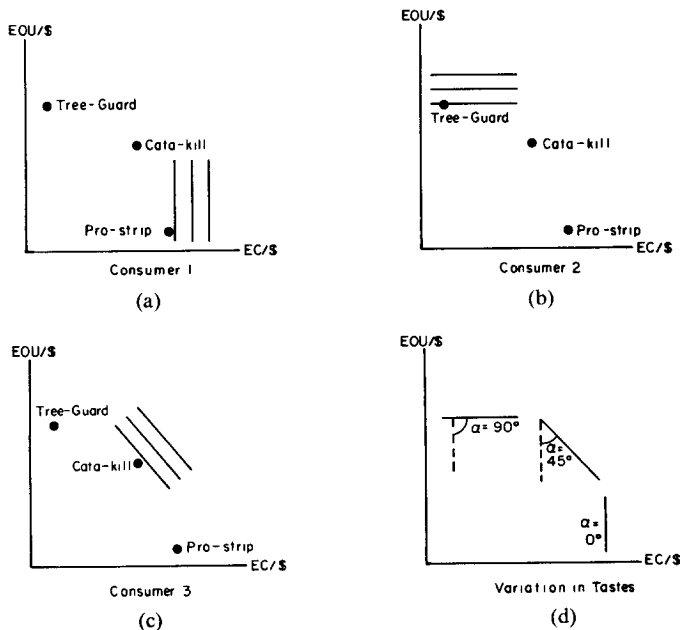 EOU/$
Tree-Guard
Cata-kill
Pro-strip
EC/$
Consumer 1
(a)
EOU/$
Tree-Guard
Cata-kill
Pro-strip
EC/$
Consumer 2
(b)
EOU/$
Tree-Guard
Cata-kill
Pro-strip
EC/$
Consumer 3
(c)
EOU/$
α = 90°
α =
45°
α =
0°
EC/$
Variation in Tastes
(d)